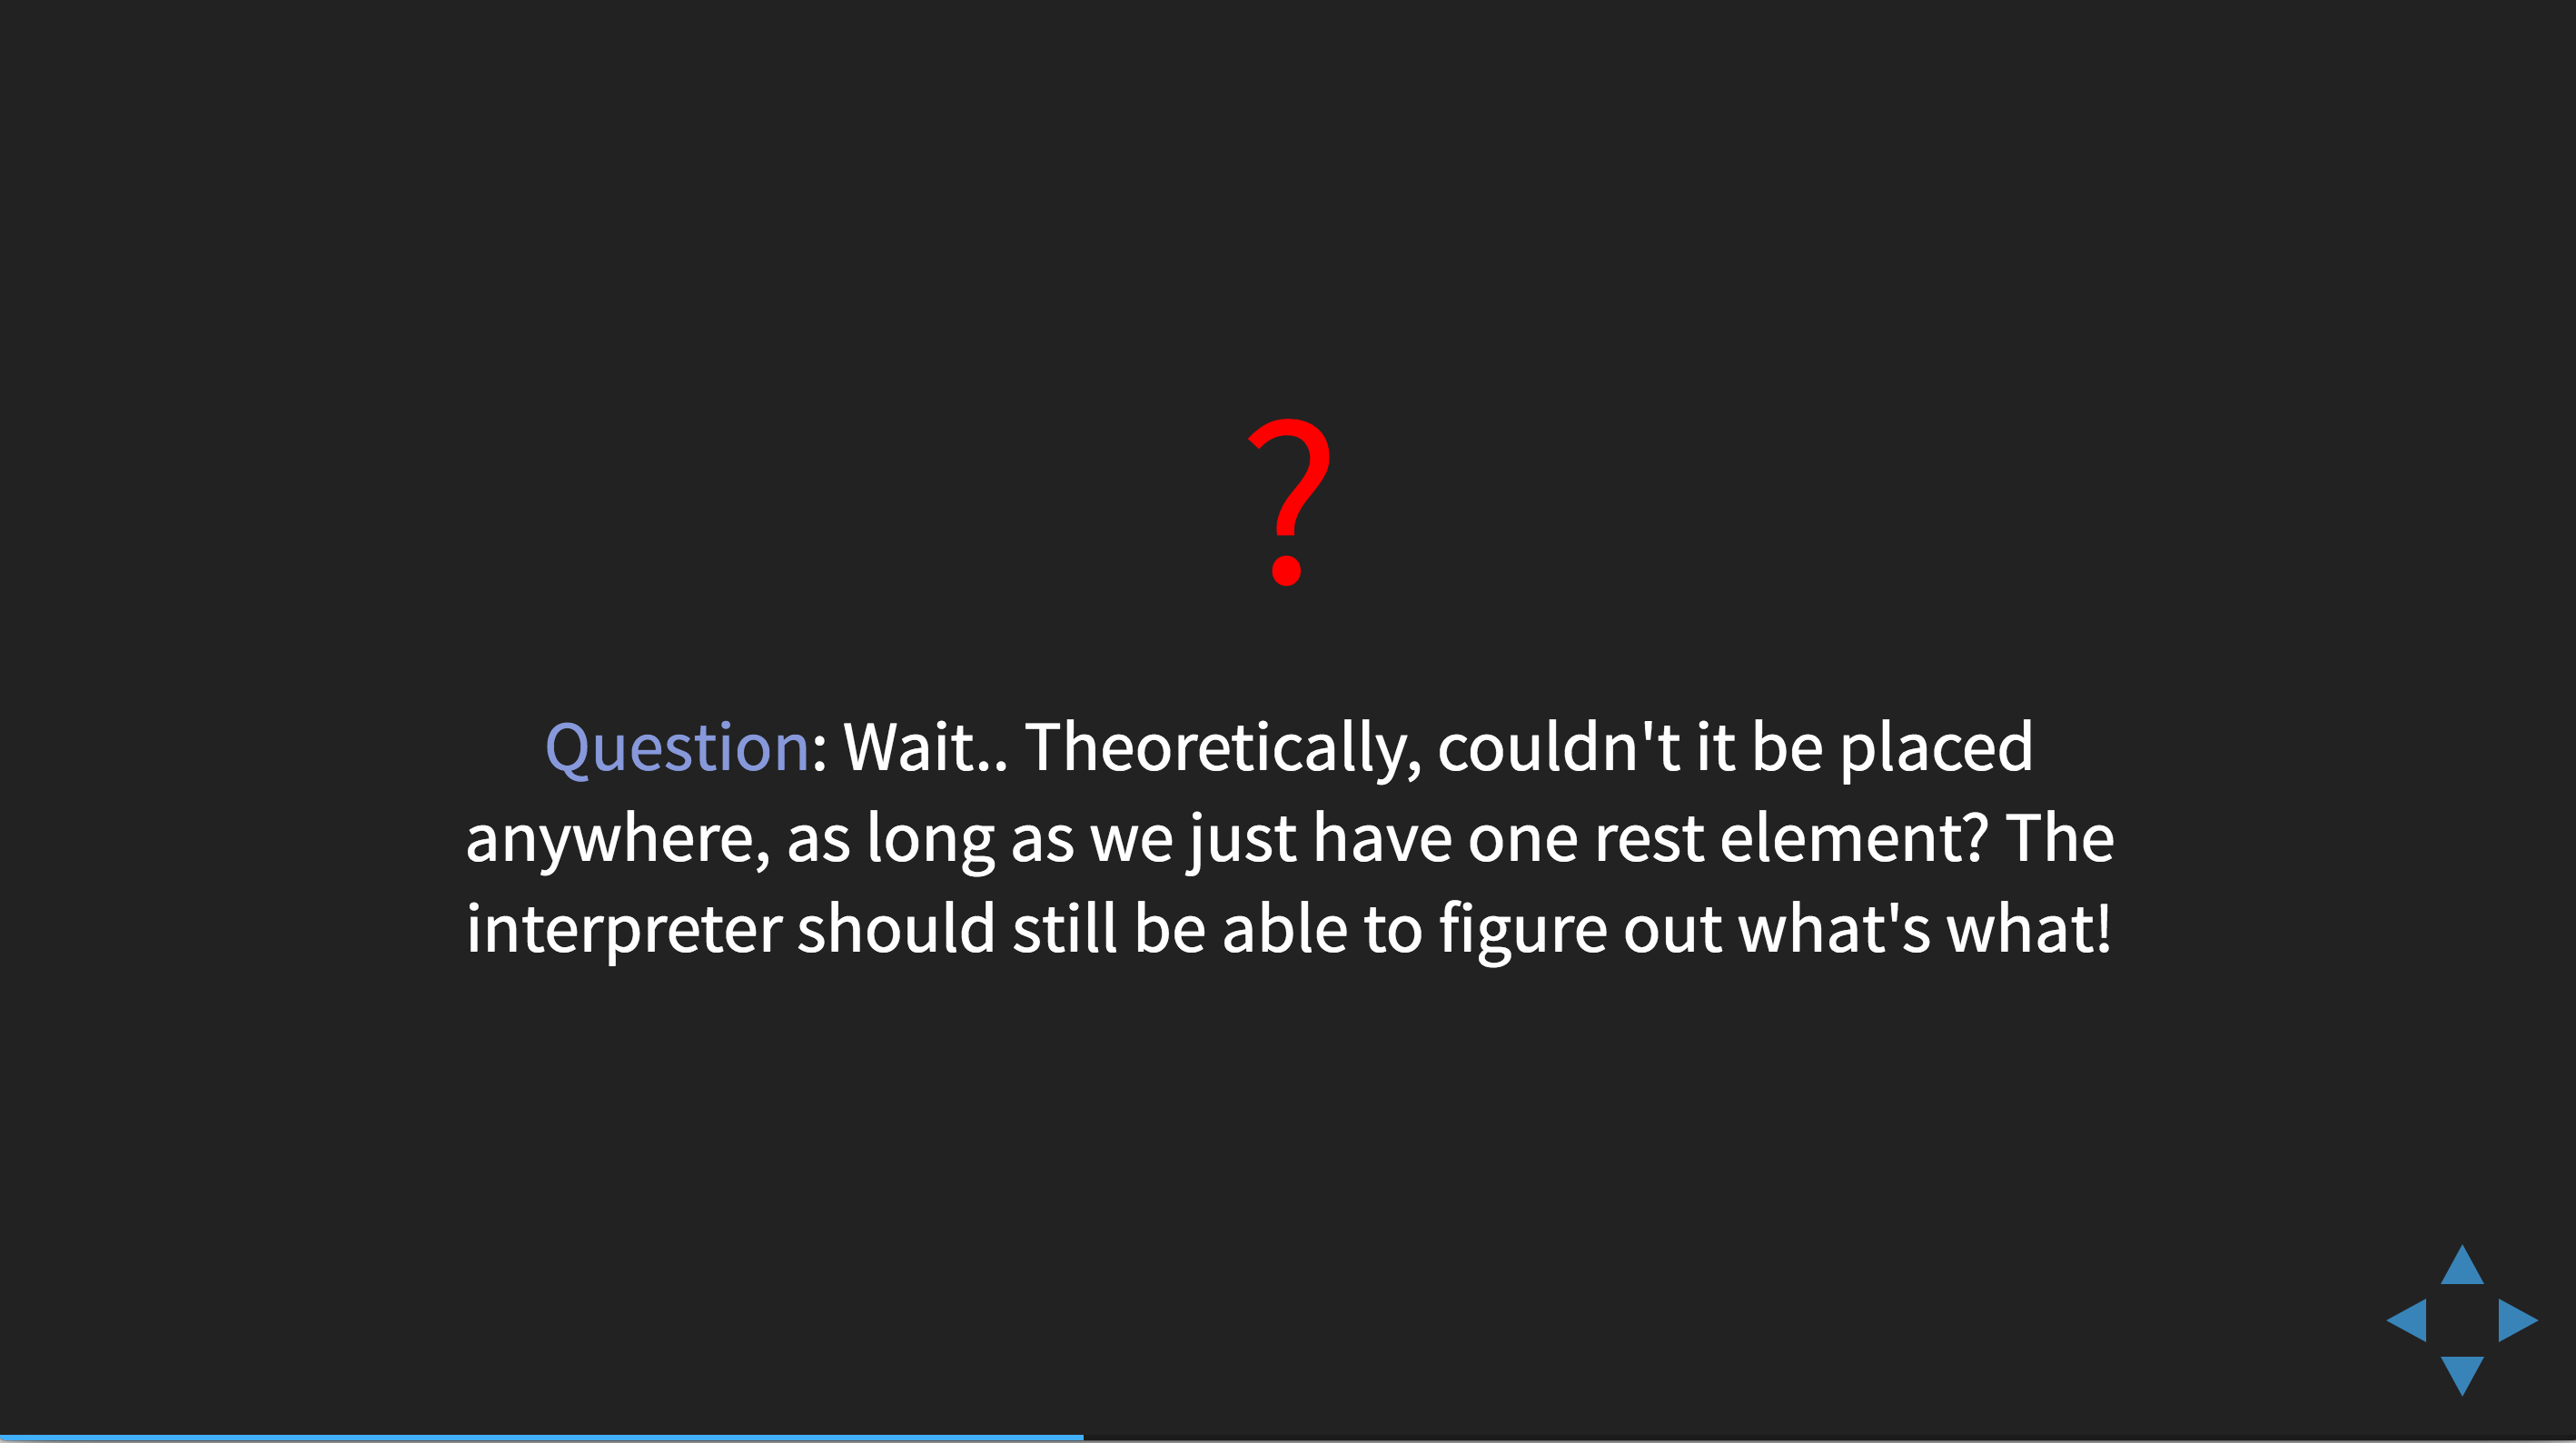 ?
Question: Wait.. Theoretically, couldn't it be placed
anywhere, as long as we just have one rest element? The
interpreter should still be able to figure out what's what!